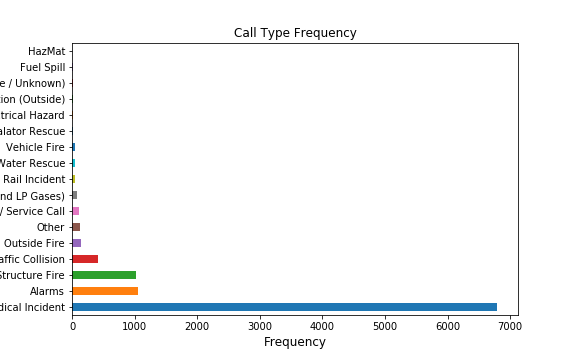 Call Type Frequency
HazMat
Fuel Spill
e / Unknown)
ion (Outside)
trical Hazard
alator Rescue
Vehicle Fire
Water Rescue
Rail Incident
nd LP Gases)
/ Service Call
Other
Outside Fire
affic Collision
Structure Fire
Alarms
dical Incident
0 1000 2000 3000 4000 5000 6000 7000
Frequency